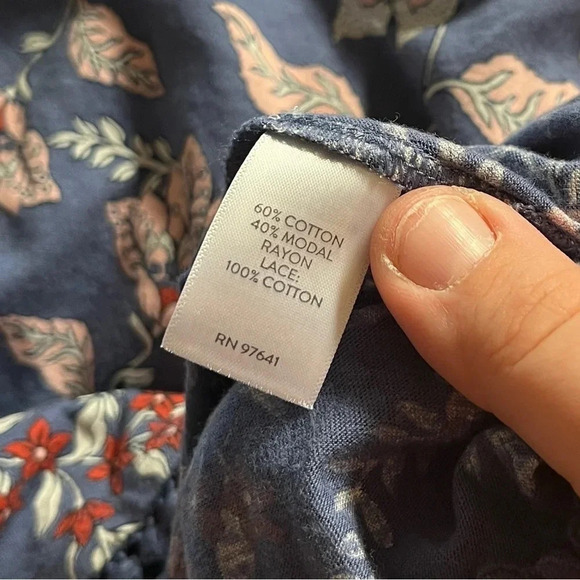 60% COTTON
40% MODAL
RAYON
LACE:
100% COTTON
RN 97641